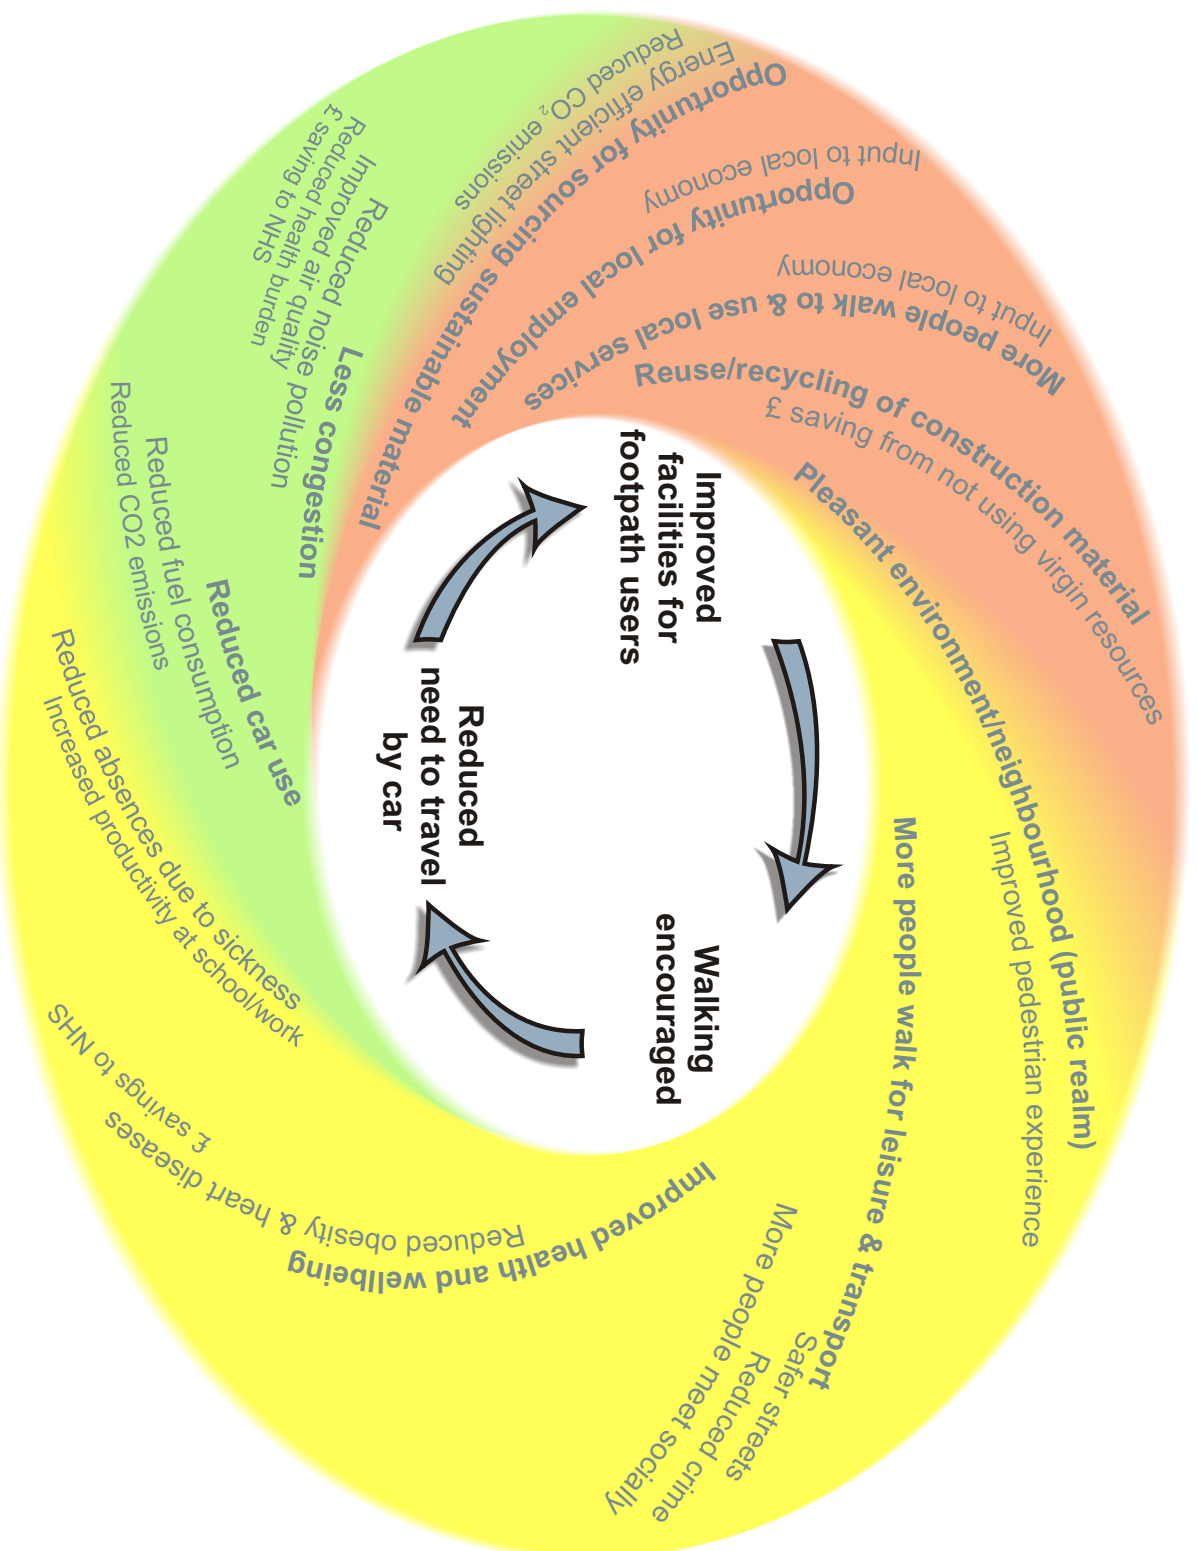 Improved
facilities for
footpath users
Walking
encouraged
Reduced
need to travel
by car
Reuse/recycling of construction material
£ saving from not using virgin resources
Pleasant environment/neighbourhood (public realm)
Improved pedestrian experience
More people walk for leisure & transport
Safer streets
Reduced crime
More people meet socially
Improved health and wellbeing
Reduced obesity & heart diseases
£ savings to NHS
Reduced absences due to sickness
Increased productivity at school/work
Reduced car use
Reduced fuel consumption
Reduced CO2 emissions
Less congestion
Reduced noise pollution
Improved air quality
Reduced health burden
£ saving to NHS
Opportunity for sourcing sustainable material
Energy efficient street lighting
Reduced CO₂ emissions
Opportunity for local employment
Input to local economy
More people walk to & use local services
Input to local economy